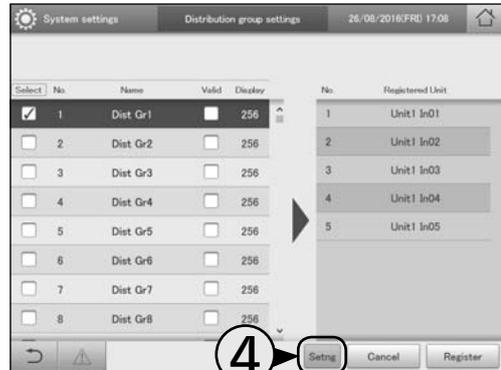 System settings Distribution group settings 26/08/2016(FRI) 17:08
Select No. Name Valid Display No. Registered Unit
1 Dist Gr1 256 1 Unit1 In01
2 Dist Gr2 256 2 Unit1 In02
3 Dist Gr3 256 3 Unit1 In03
4 Dist Gr4 256 4 Unit1 In04
5 Dist Gr5 256 5 Unit1 In05
6 Dist Gr6 256
7 Dist Gr7 256
8 Dist Gr8 256
4 Setng Cancel Register